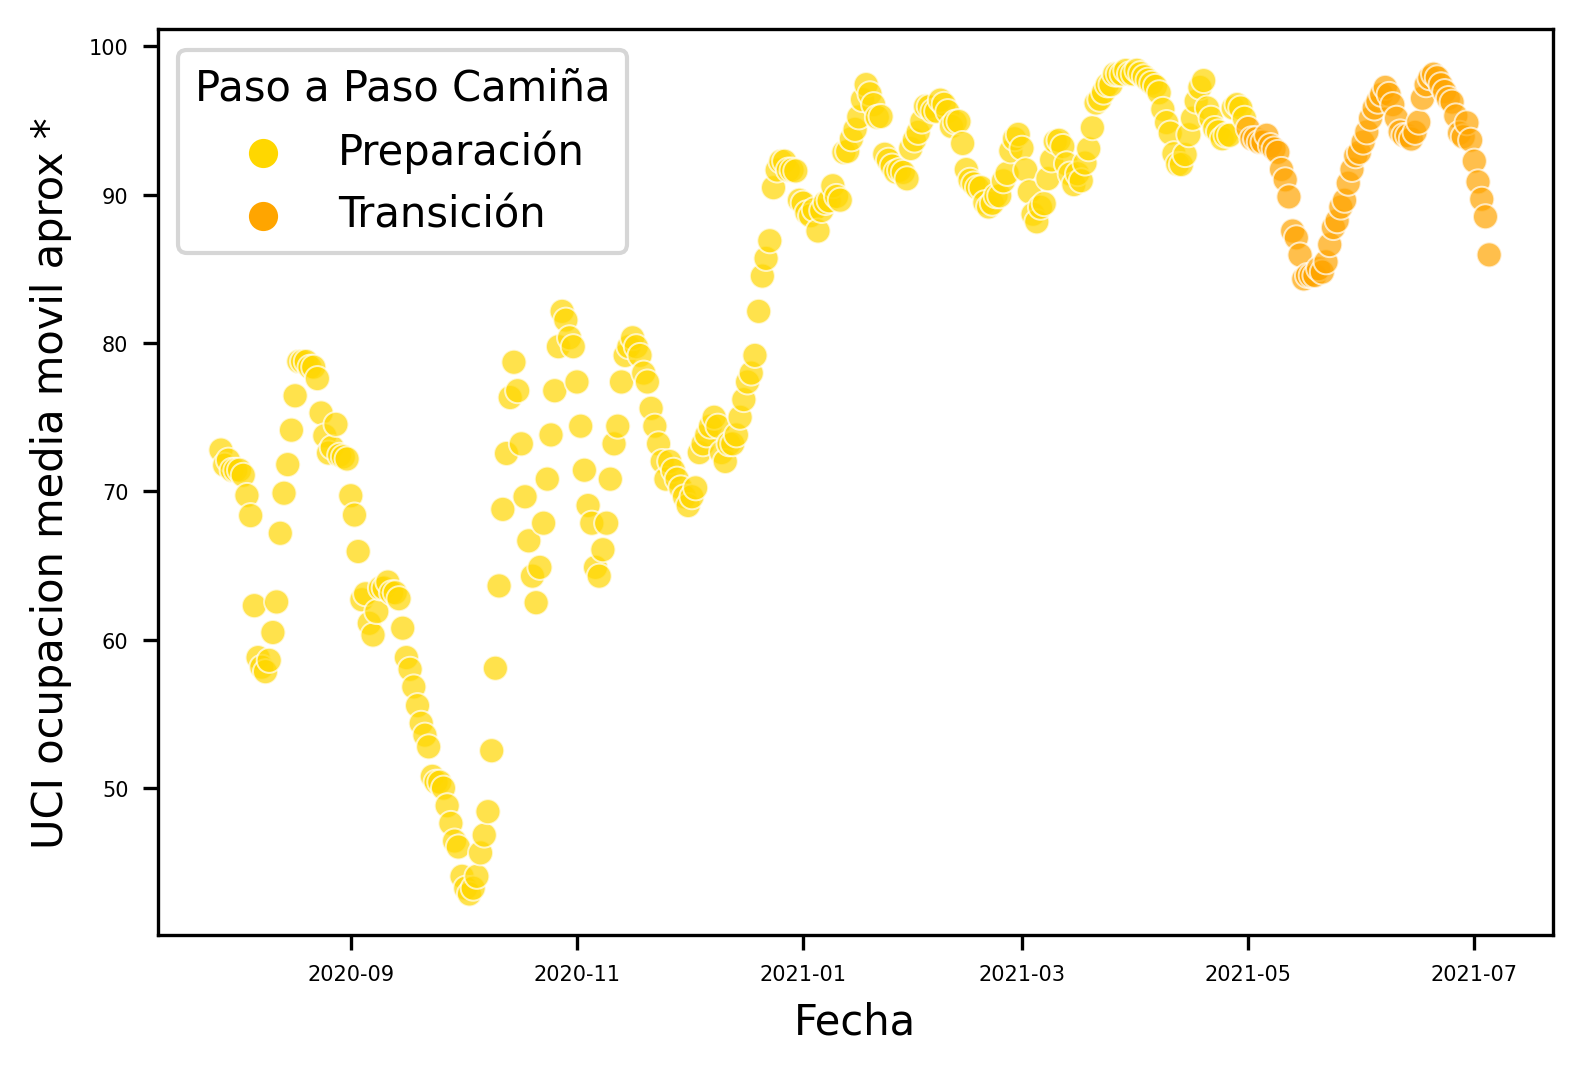 Paso a Paso Camiña
Preparación
Transición
UCI ocupacion media movil aprox *
100
90
80
70
60
50
2020-09
2020-11
2021-01
2021-03
2021-05
2021-07
Fecha